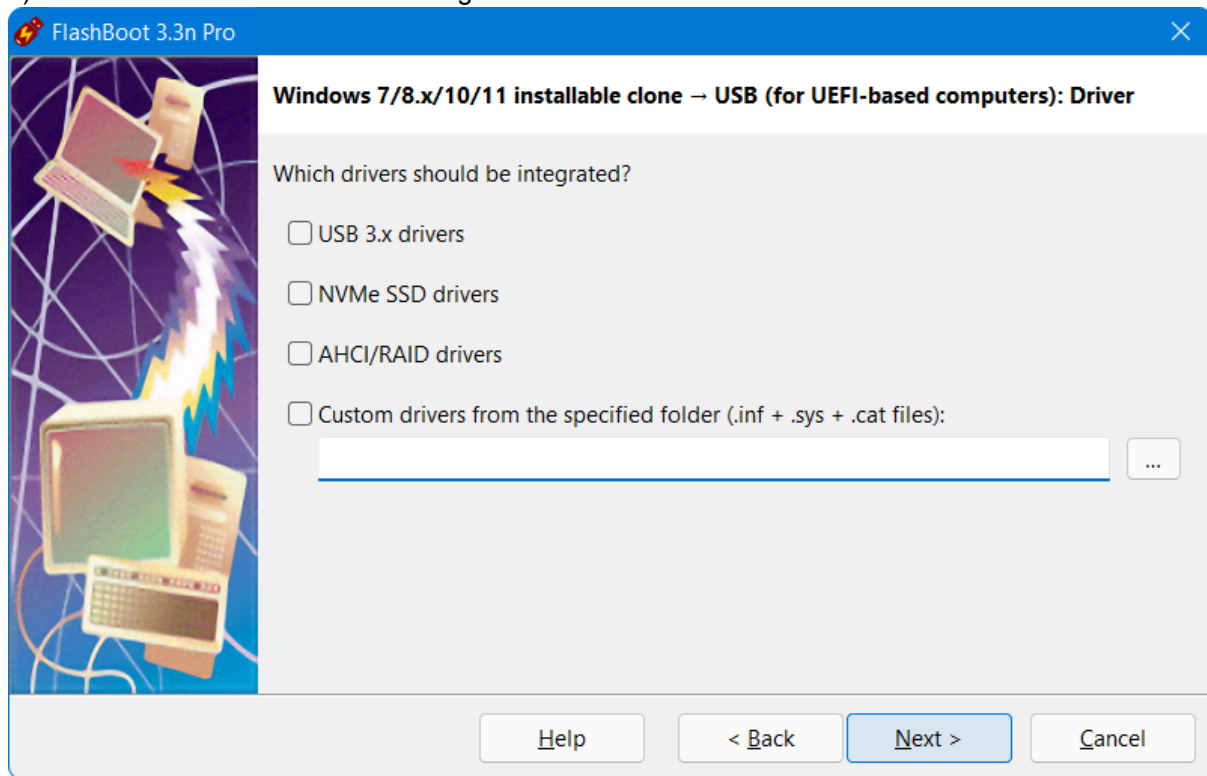 FlashBoot 3.3n Pro
Windows 7/8.x/10/11 installable clone → USB (for UEFI-based computers): Driver
Which drivers should be integrated?
USB 3.x drivers
NVMe SSD drivers
AHCI/RAID drivers
Custom drivers from the specified folder (.inf + .sys + .cat files):
...
Help < Back Next > Cancel